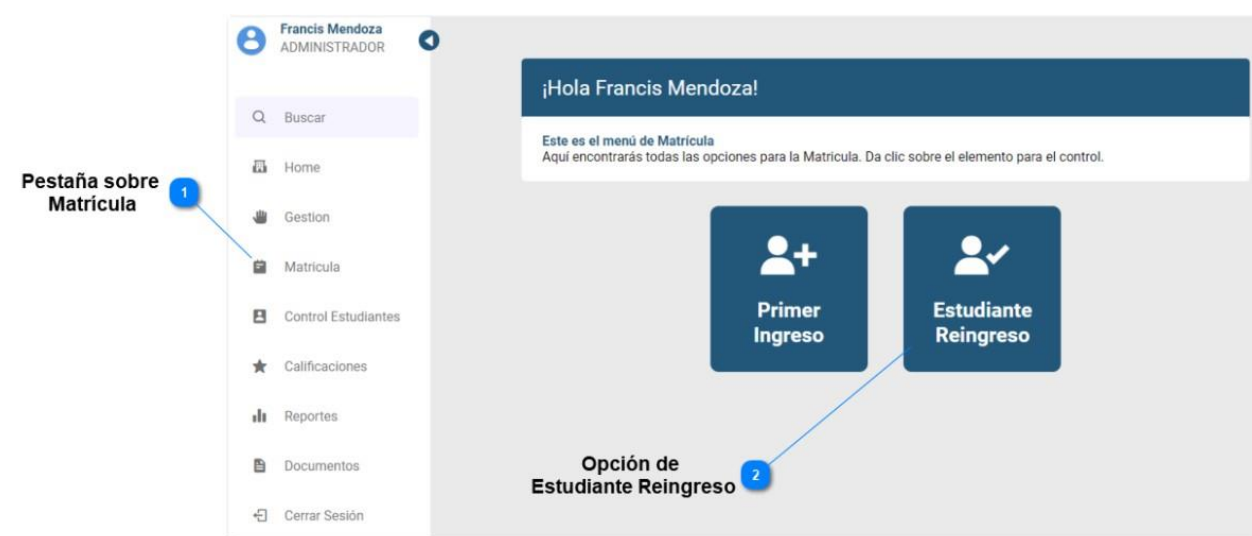 Francis Mendoza
ADMINISTRADOR
Buscar
Home
Gestion
Matricula
Control Estudiantes
Calificaciones
Reportes
Documentos
Cerrar Sesión
Pestaña sobre
Matrícula
1
¡Hola Francis Mendoza!
Este es el menú de Matrícula
Aquí encontrarás todas las opciones para la Matricula. Da clic sobre el elemento para el control.
Primer
Ingreso
Estudiante
Reingreso
Opción de
Estudiante Reingreso
2